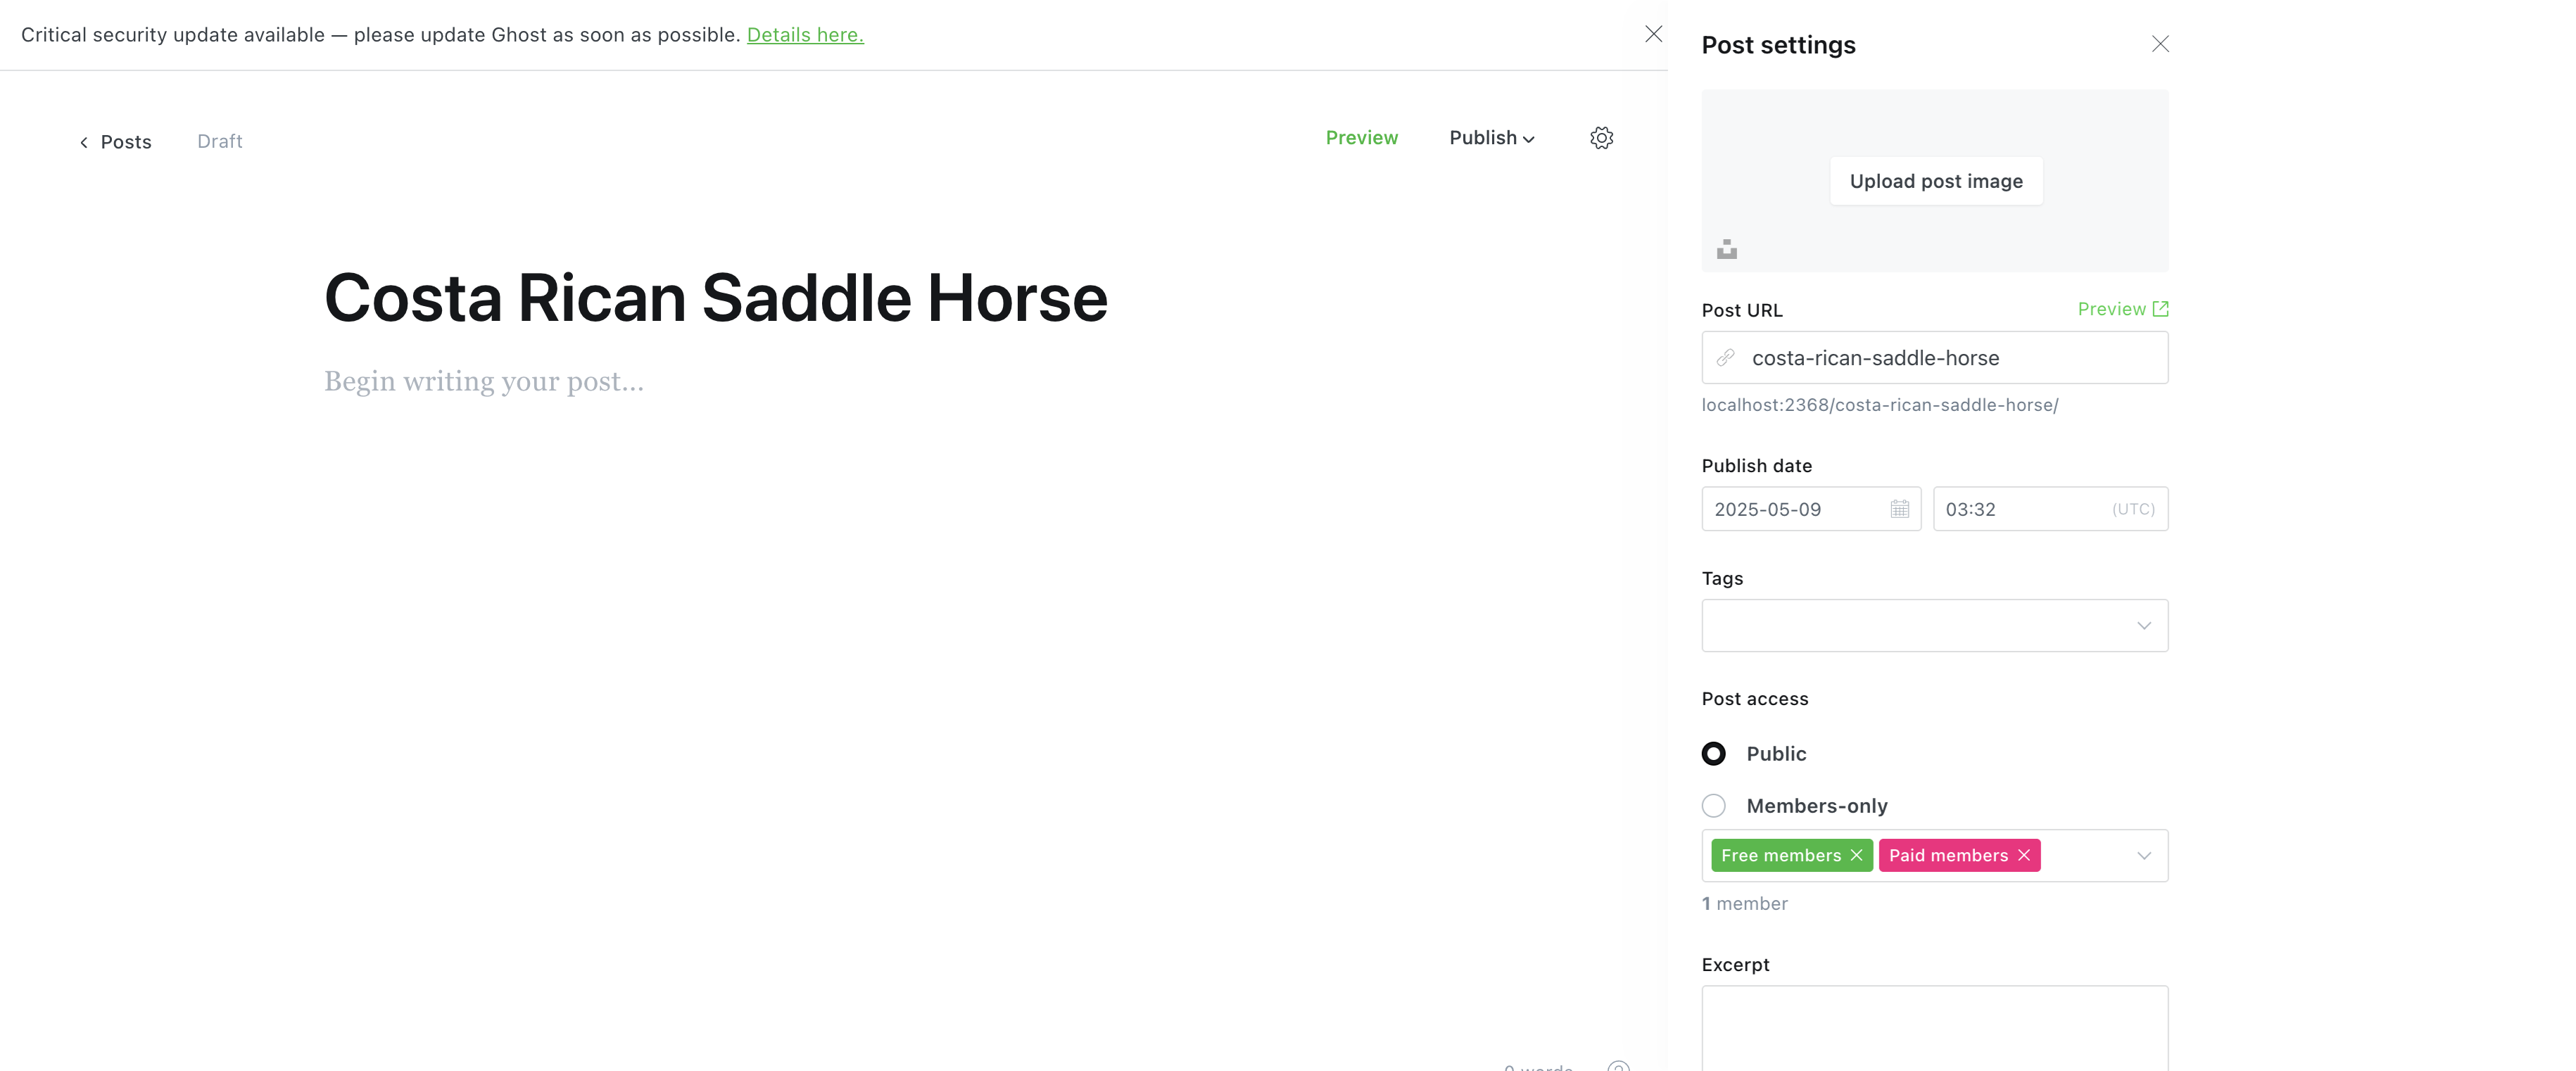 Critical security update available — please update Ghost as soon as possible. Details here.
Posts
Draft
Preview
Publish
Costa Rican Saddle Horse
Begin writing your post...
Post settings
Upload post image
Post URL
Preview
costa-rican-saddle-horse
localhost:2368/costa-rican-saddle-horse/
Publish date
2025-05-09
03:32
(UTC)
Tags
Post access
Public
Members-only
Free members
Paid members
1 member
Excerpt